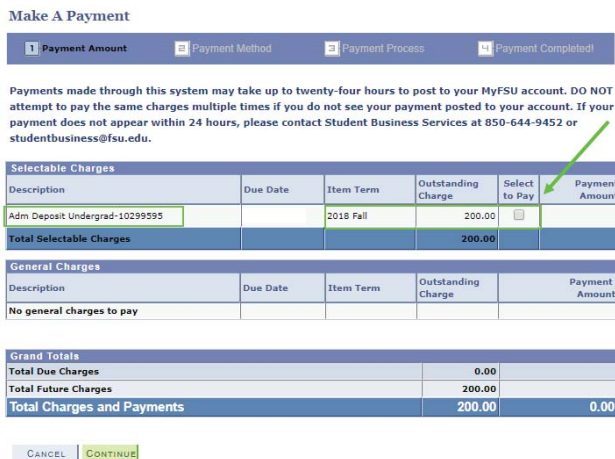 Make A Payment
1 Payment Amount 2 Payment Method 3 Payment Process 4 Payment Completed!
Payments made through this system may take up to twenty-four hours to post to your MyFSU account. DO NOT
attempt to pay the same charges multiple times if you do not see your payment posted to your account. If your
payment does not appear within 24 hours, please contact Student Business Services at 850-644-9452 or
studentbusiness@fsu.edu.
Selectable Charges
Description Due Date Item Term Outstanding Charge Select to Pay Payment Amount
Adm Deposit Undergrad-10299595 2018 Fall 200.00
Total Selectable Charges 200.00
General Charges
Description Due Date Item Term Outstanding Charge Payment Amount
No general charges to pay
Grand Totals
Total Due Charges 0.00
Total Future Charges 200.00
Total Charges and Payments 200.00 0.00
CANCEL CONTINUE